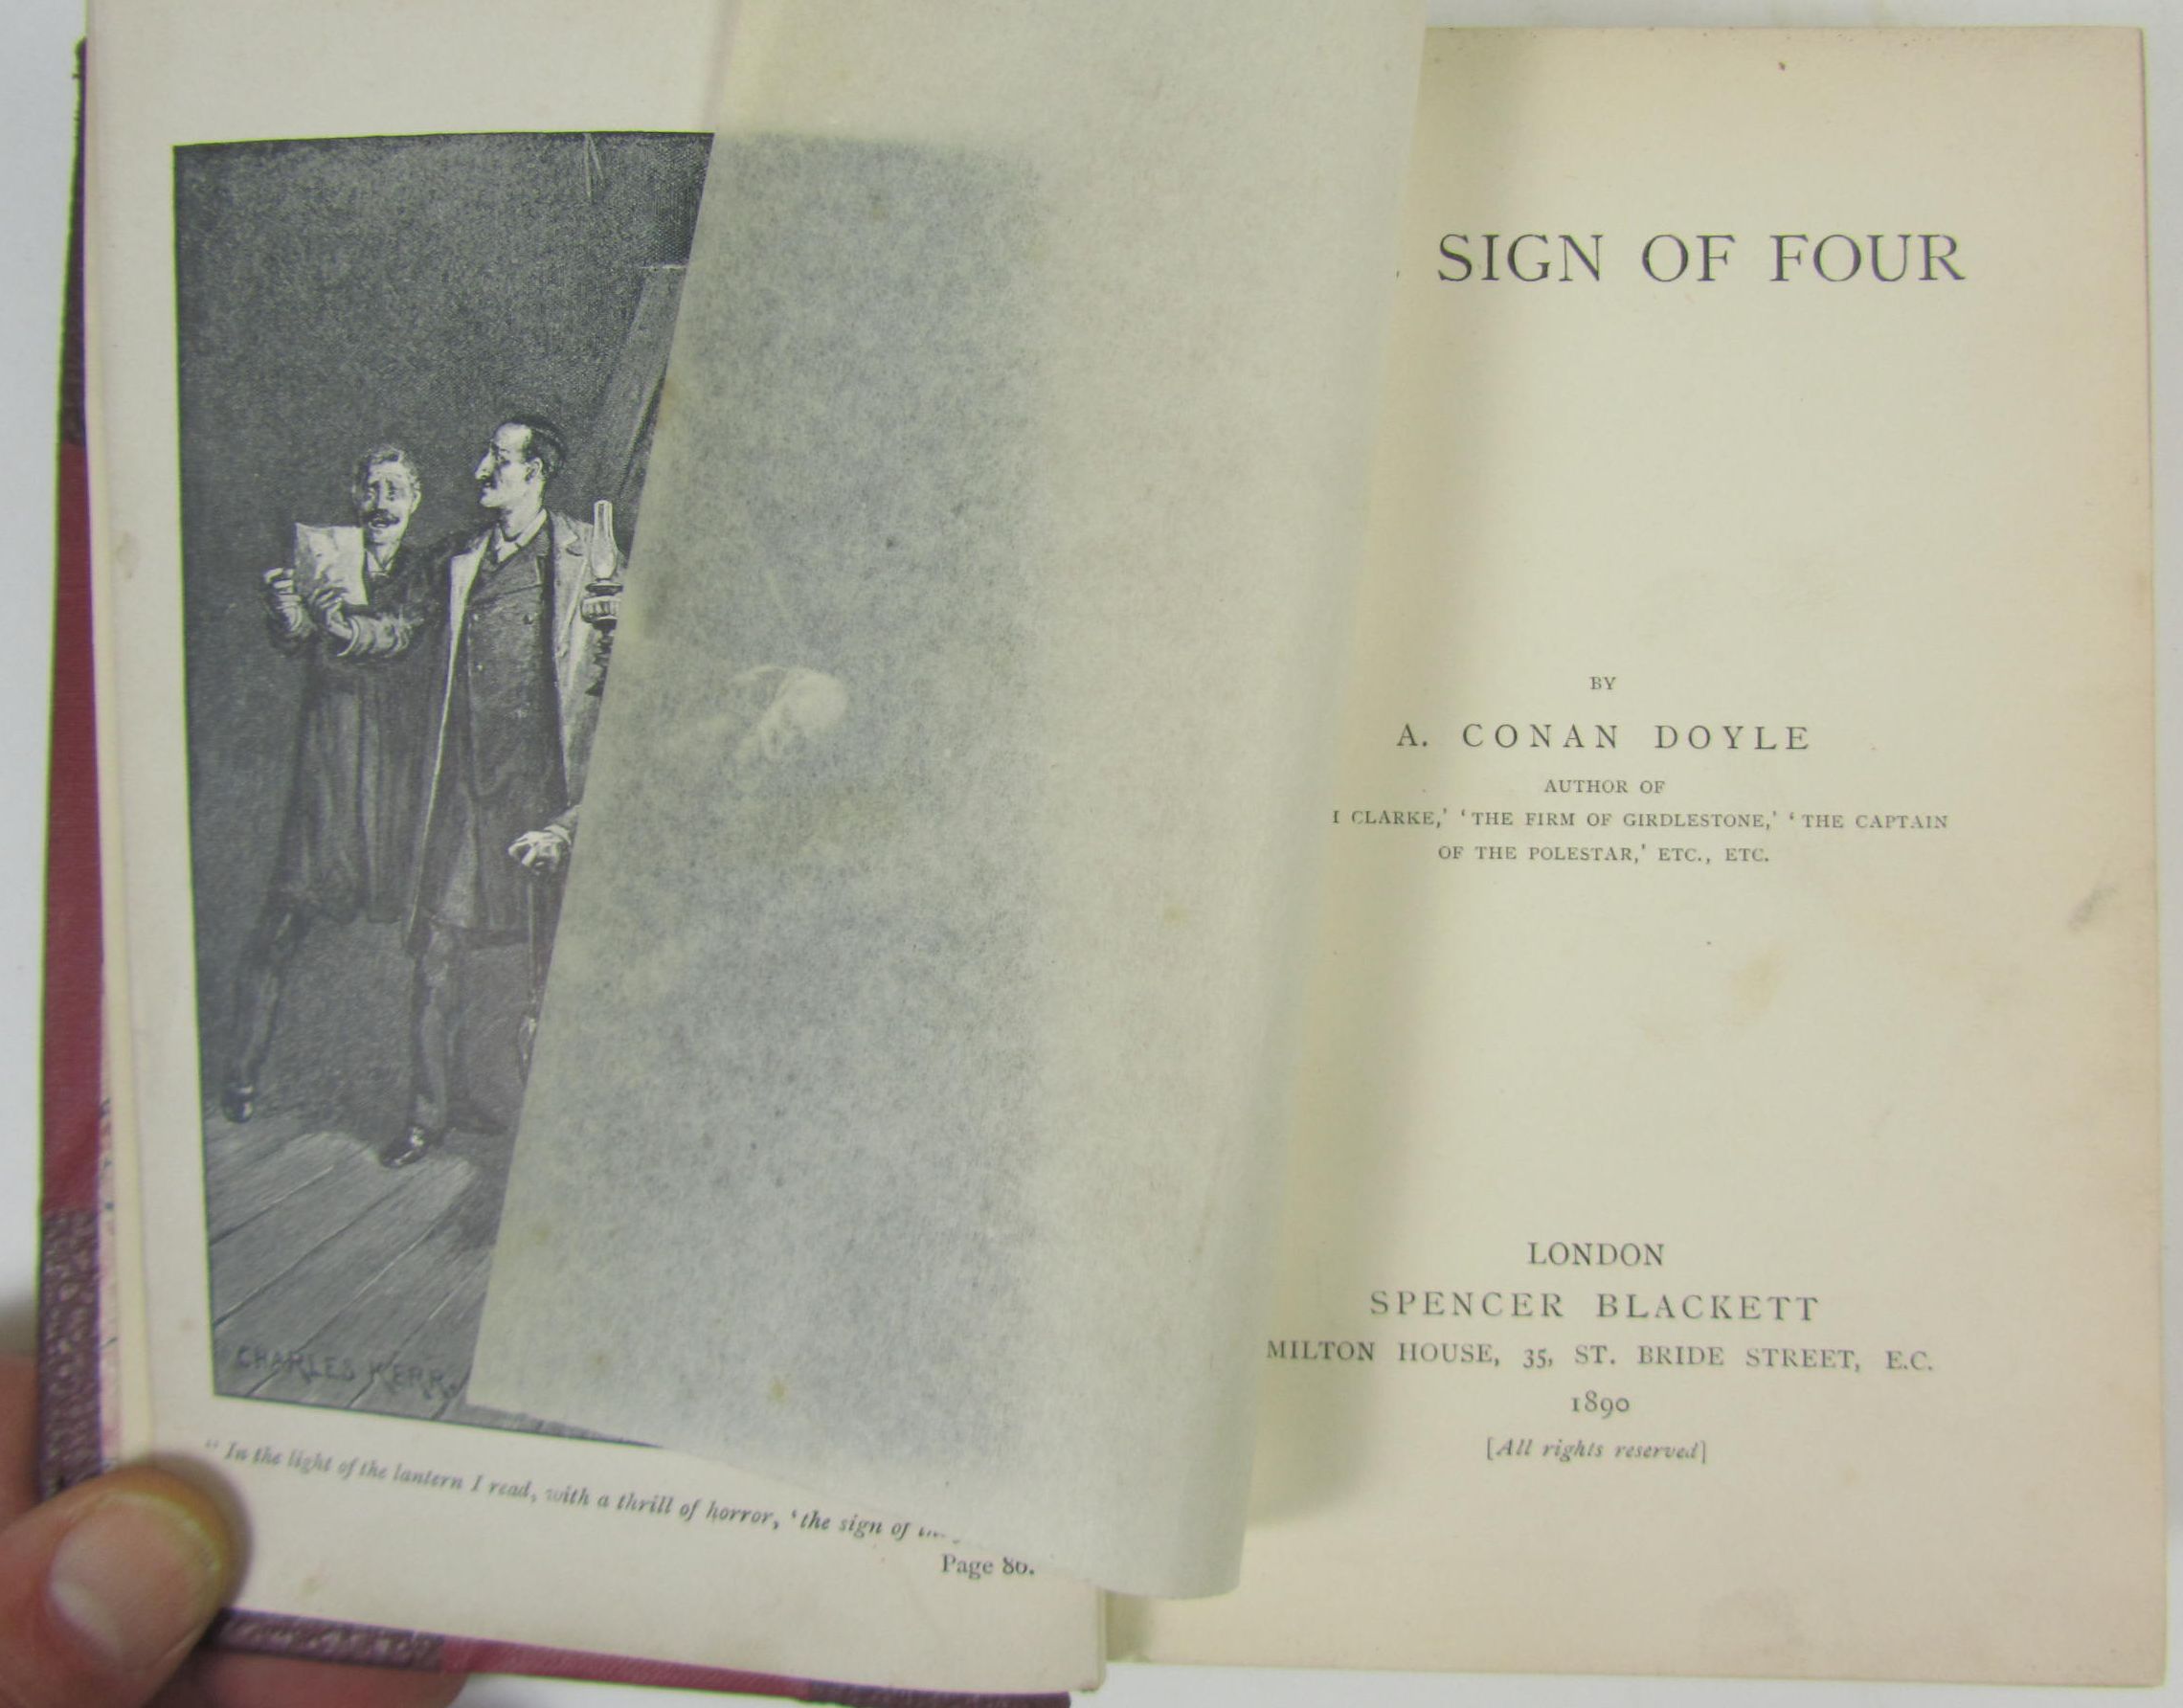 CHARLES KERR.
" In the light of the lantern I read, with a thrill of horror, 'the sign of
Page 80.
SIGN OF FOUR
BY
A. CONAN DOYLE
AUTHOR OF
CLARKE,' 'THE FIRM OF GIRDLESTONE,' 'THE CAPTAIN
OF THE POLESTAR,' ETC., ETC.
LONDON
SPENCER BLACKETT
MILTON HOUSE, 35, ST. BRIDE STREET, E.C.
1890
[All rights reserved]